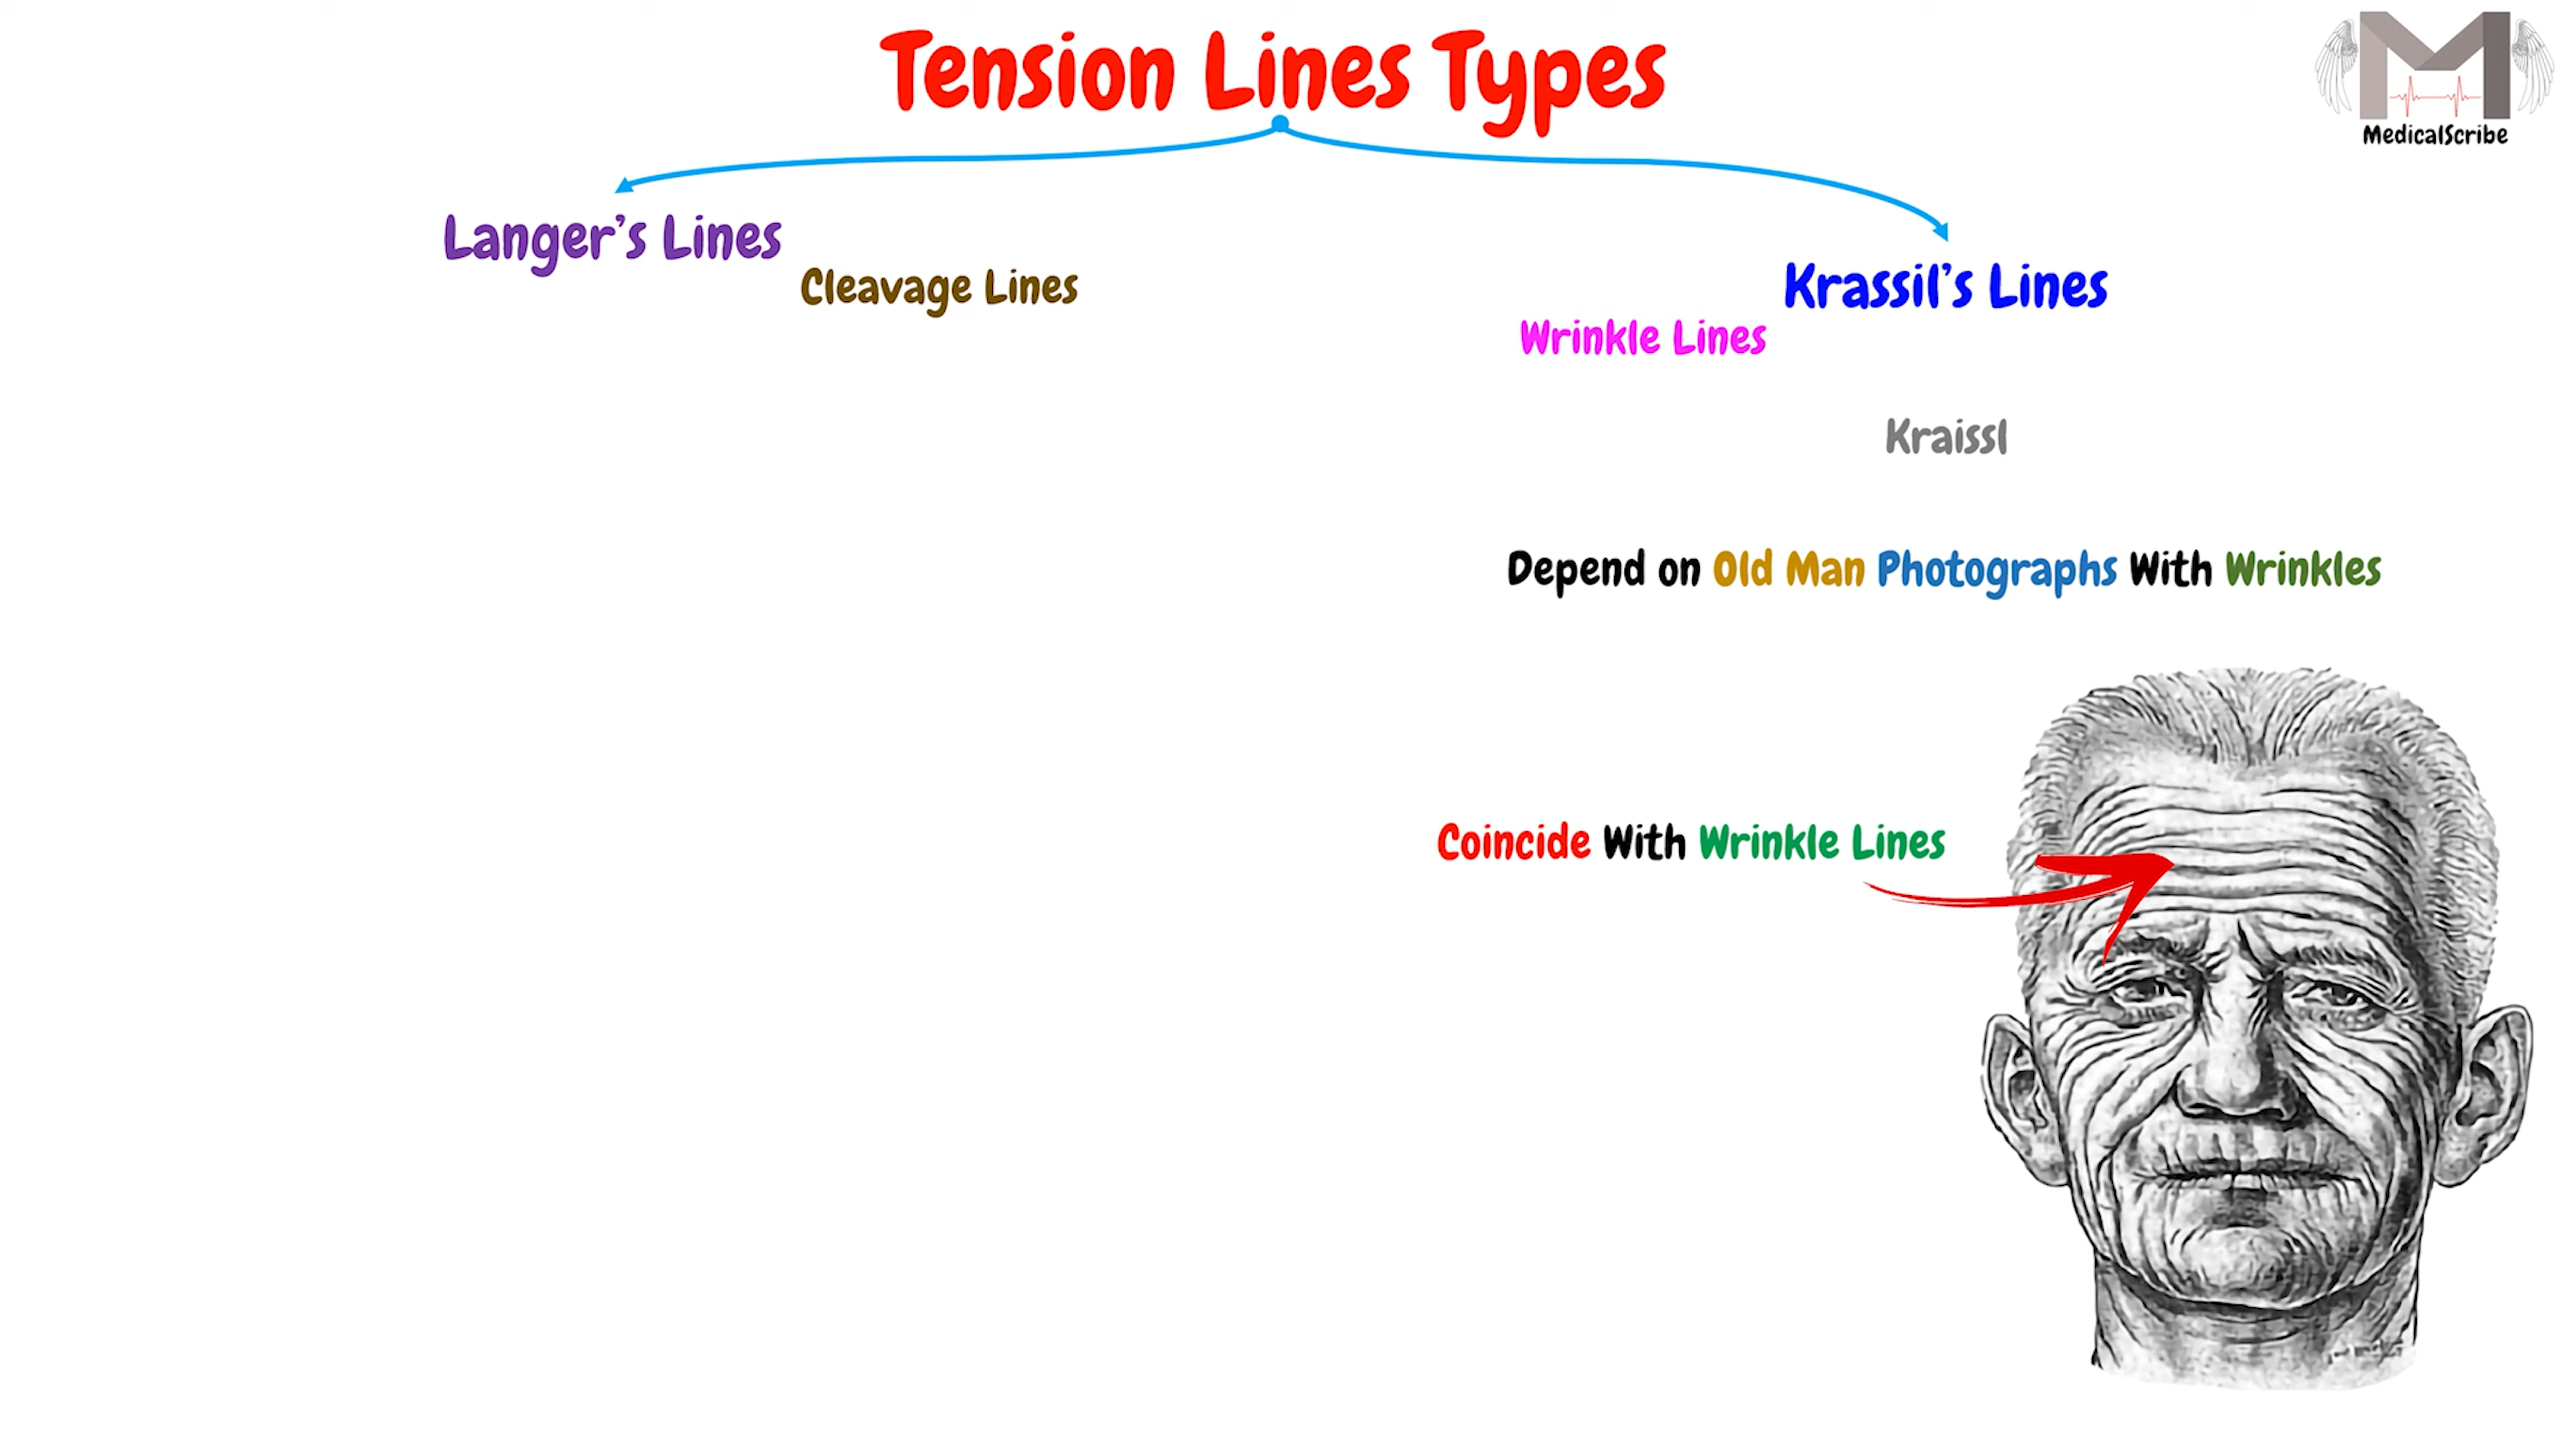 Tension Lines Types
MedicalScribe
Langer's Lines
Cleavage Lines
Krassil's Lines
Wrinkle Lines
Kraissl
Depend on Old Man Photographs With Wrinkles
Coincide With Wrinkle Lines